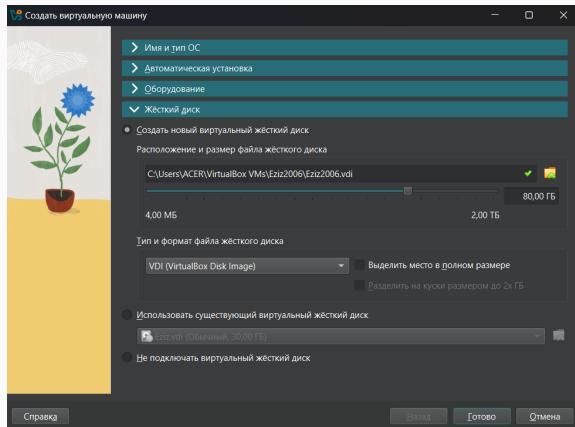 Создать виртуальную машину
Имя и тип ОС
Автоматическая установка
Оборудование
Жёсткий диск
Создать новый виртуальный жёсткий диск
Расположение и размер файла жёсткого диска
C:\Users\ACER\VirtualBox VMs\Eziz2006\Eziz2006.vdi
80,00 ГБ
4,00 МБ
2,00 ТБ
Тип и формат файла жёсткого диска
VDI (VirtualBox Disk Image)
Выделить место в полном размере
Разделить на куски размером до 2х ГБ
Использовать существующий виртуальный жёсткий диск
Eziz.vdi (Обычный, 30,00 ГБ)
Не подключать виртуальный жёсткий диск
Справка
Назад
Готово
Отмена